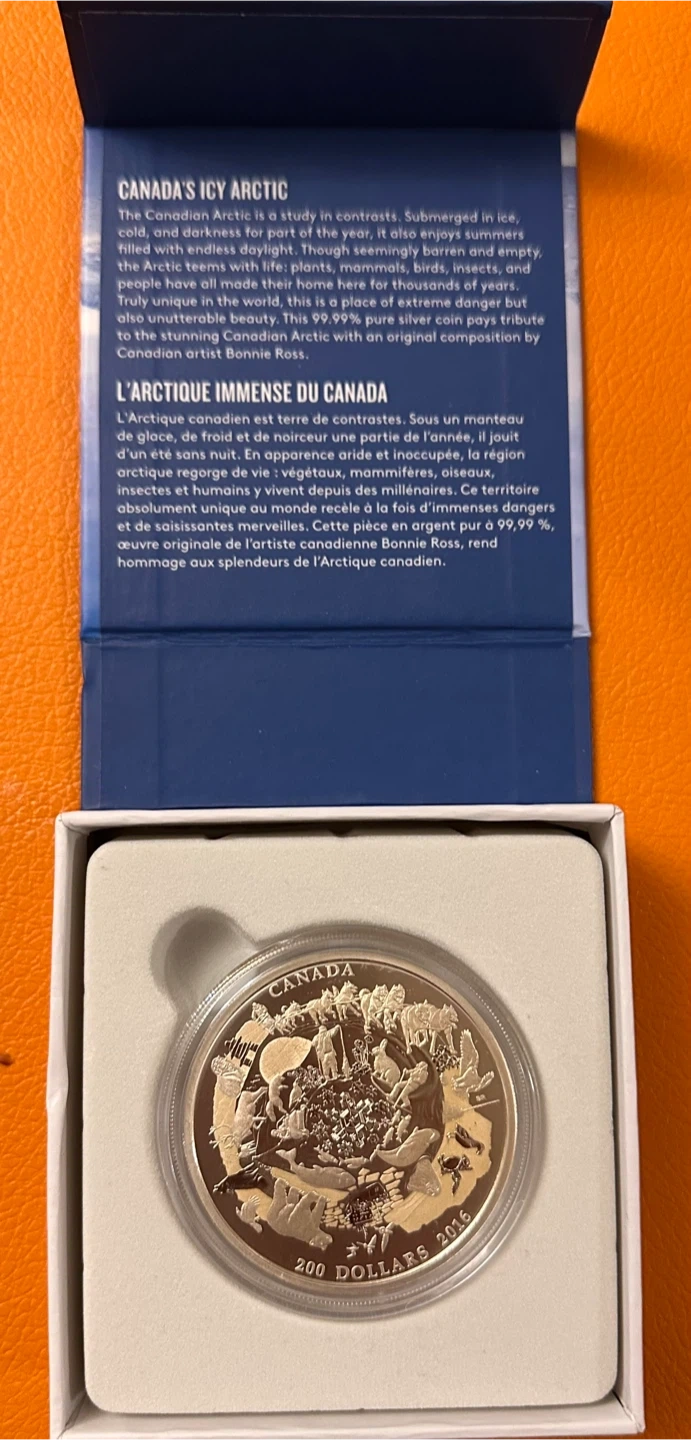 CANADA'S ICY ARCTIC
The Canadian Arctic is a study in contrasts. Submerged in ice,
cold, and darkness for part of the year, it also enjoys summers
filled with endless daylight. Though seemingly barren and empty,
the Arctic teems with life: plants, mammals, birds, insects, and
people have all made their home here for thousands of years.
Truly unique in the world, this is a place of extreme danger but
also unutterable beauty. This 99.99% pure silver coin pays tribute
to the stunning Canadian Arctic with an original composition by
Canadian artist Bonnie Ross.
L'ARCTIQUE IMMENSE DU CANADA
L'Arctique canadien est terre de contrastes. Sous un manteau
de glace, de froid et de noirceur une partie de l'année, il jouit
d'un été sans nuit. En apparence aride et inoccupée, la région
arctique regorge de vie : végétaux, mammifères, oiseaux,
insectes et humains y vivent depuis des millénaires. Ce territoire
absolument unique au monde recèle à la fois d'immenses dangers
et de saisissantes merveilles. Cette pièce en argent pur à 99,99 %,
œuvre originale de l'artiste canadienne Bonnie Ross, rend
hommage aux splendeurs de l'Arctique canadien.
CANADA
200 DOLLARS 2016